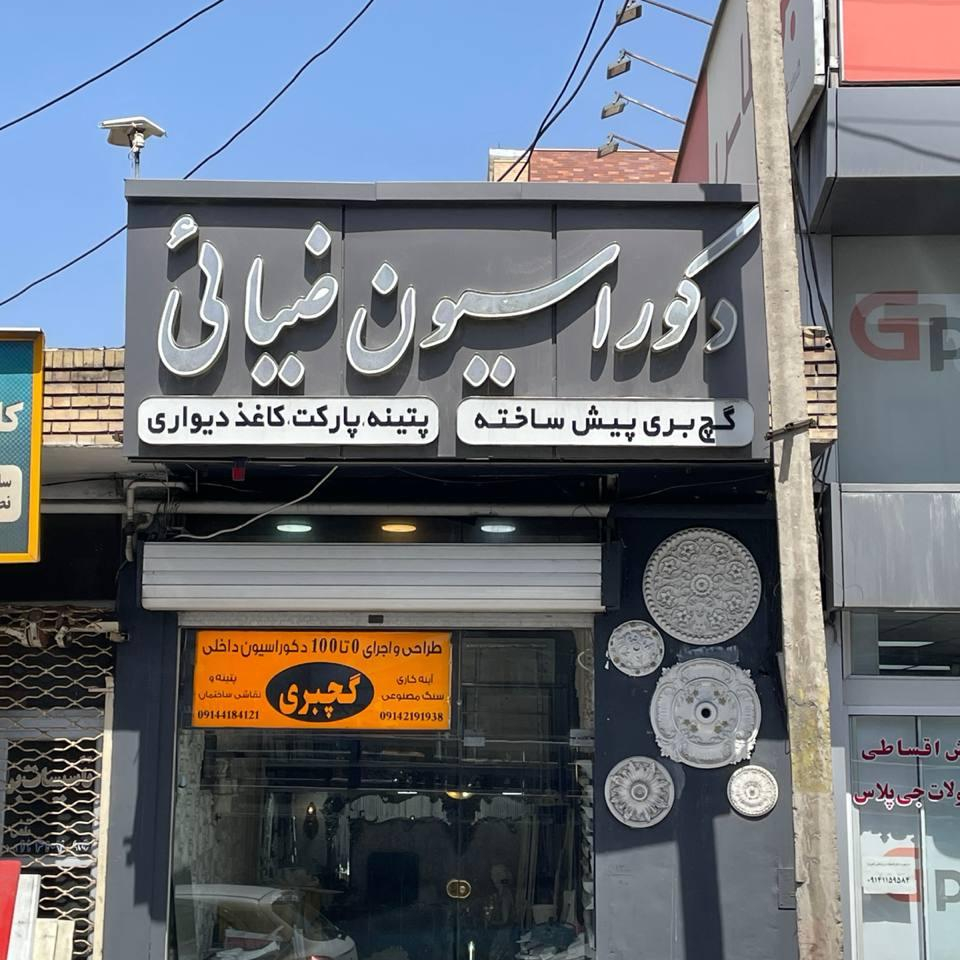 دکوراسیون ضیائی
گچ بری پیش ساخته
پتینه، پارکت، کاغذ دیواری
طراحی و اجرای 0 تا 100 دکوراسیون داخلی
آینه کاری
سنگ مصنوعی
09142191938
گچبری
پتینه و
نقاشی ساختمان
09144184121
G
اقساطی
جی پلاس
۰۹۱۴۱۱۵۹۵۸۴